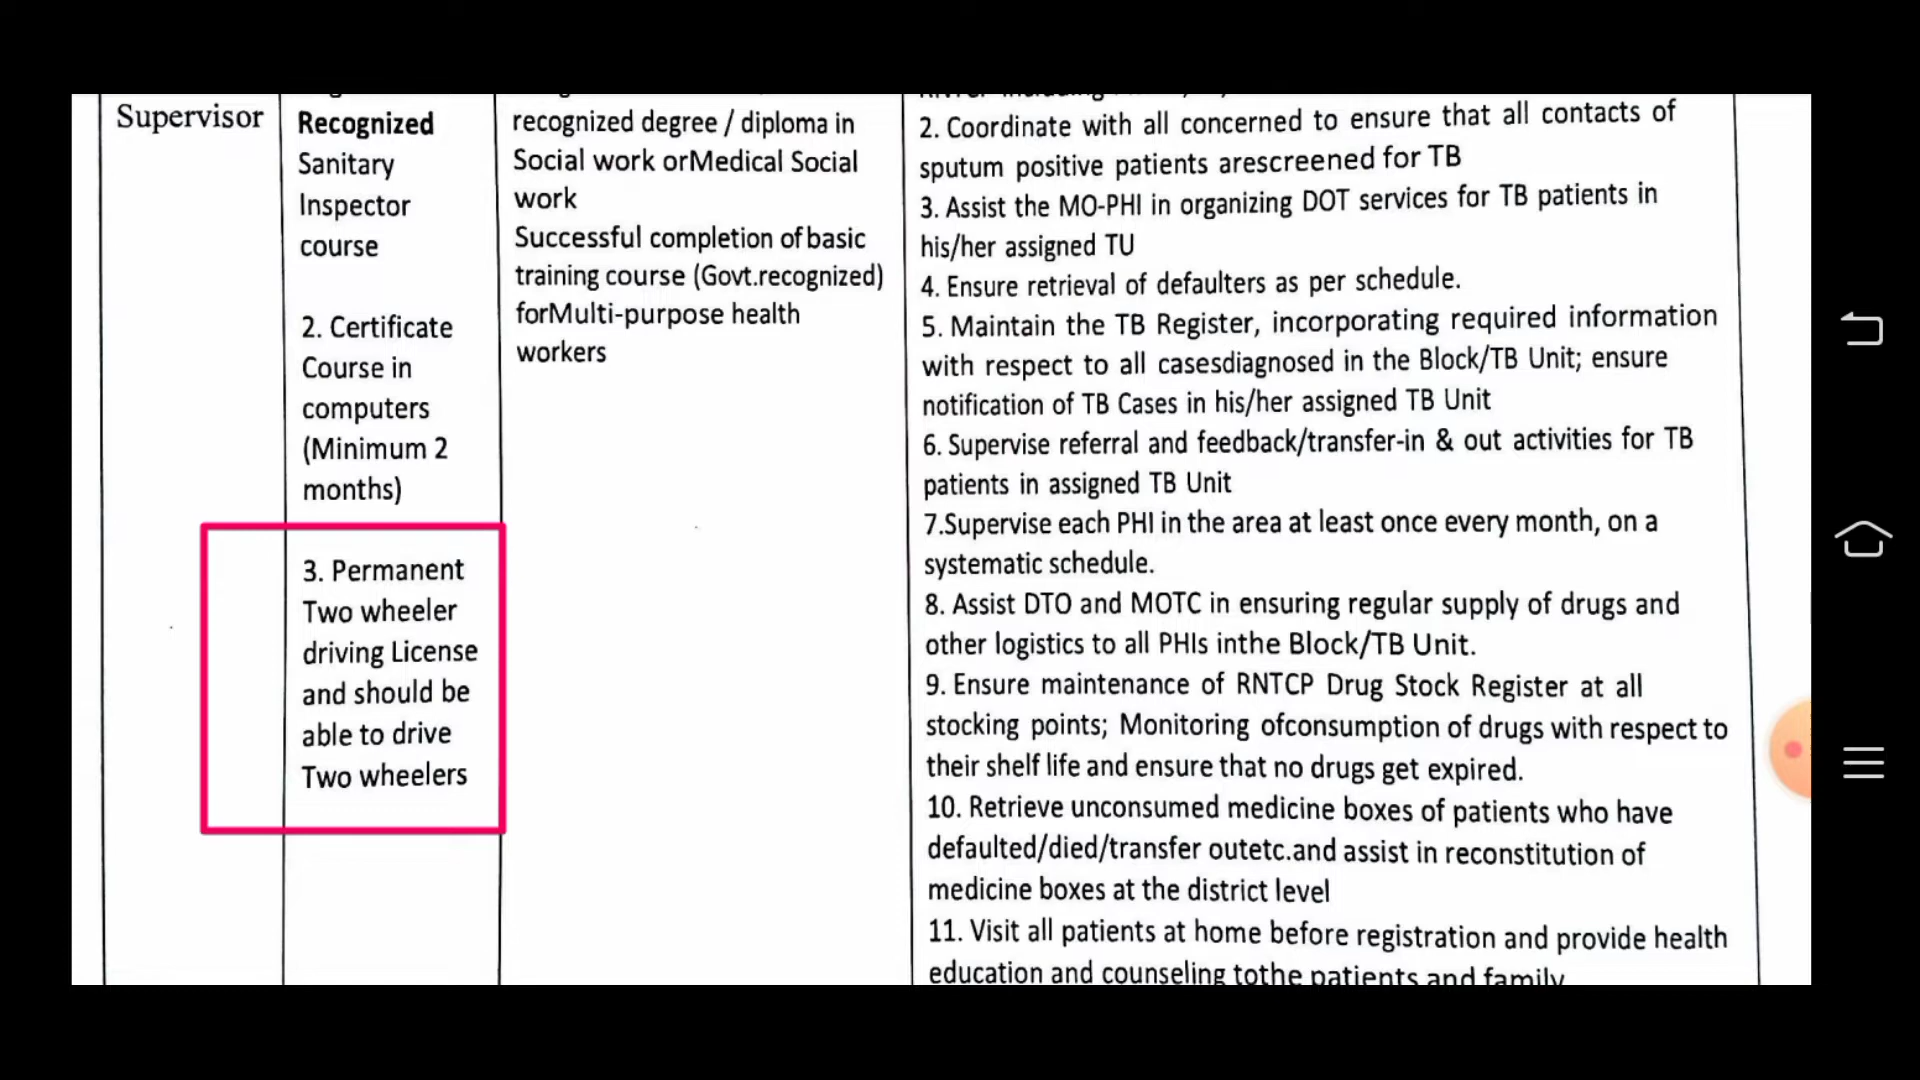 Supervisor
Recognized
Sanitary
Inspector
course
2. Certificate
Course in
computers
(Minimum 2
months)
3. Permanent
Two wheeler
driving License
and should be
able to drive
Two wheelers
recognized degree / diploma in
Social work orMedical Social
work
Successful completion of basic
training course (Govt.recognized)
forMulti-purpose health
workers
2. Coordinate with all concerned to ensure that all contacts of
sputum positive patients arescreened for TB
3. Assist the MO-PHI in organizing DOT services for TB patients in
his/her assigned TU
4. Ensure retrieval of defaulters as per schedule.
5. Maintain the TB Register, incorporating required information
with respect to all casesdiagnosed in the Block/TB Unit; ensure
notification of TB Cases in his/her assigned TB Unit
6. Supervise referral and feedback/transfer-in & out activities for TB
patients in assigned TB Unit
7.Supervise each PHI in the area at least once every month, on a
systematic schedule.
8. Assist DTO and MOTC in ensuring regular supply of drugs and
other logistics to all PHIs inthe Block/TB Unit.
9. Ensure maintenance of RNTCP Drug Stock Register at all
stocking points; Monitoring ofconsumption of drugs with respect to
their shelf life and ensure that no drugs get expired.
10. Retrieve unconsumed medicine boxes of patients who have
defaulted/died/transfer outetc.and assist in reconstitution of
medicine boxes at the district level
11. Visit all patients at home before registration and provide health
education and counseling tothe patients and family